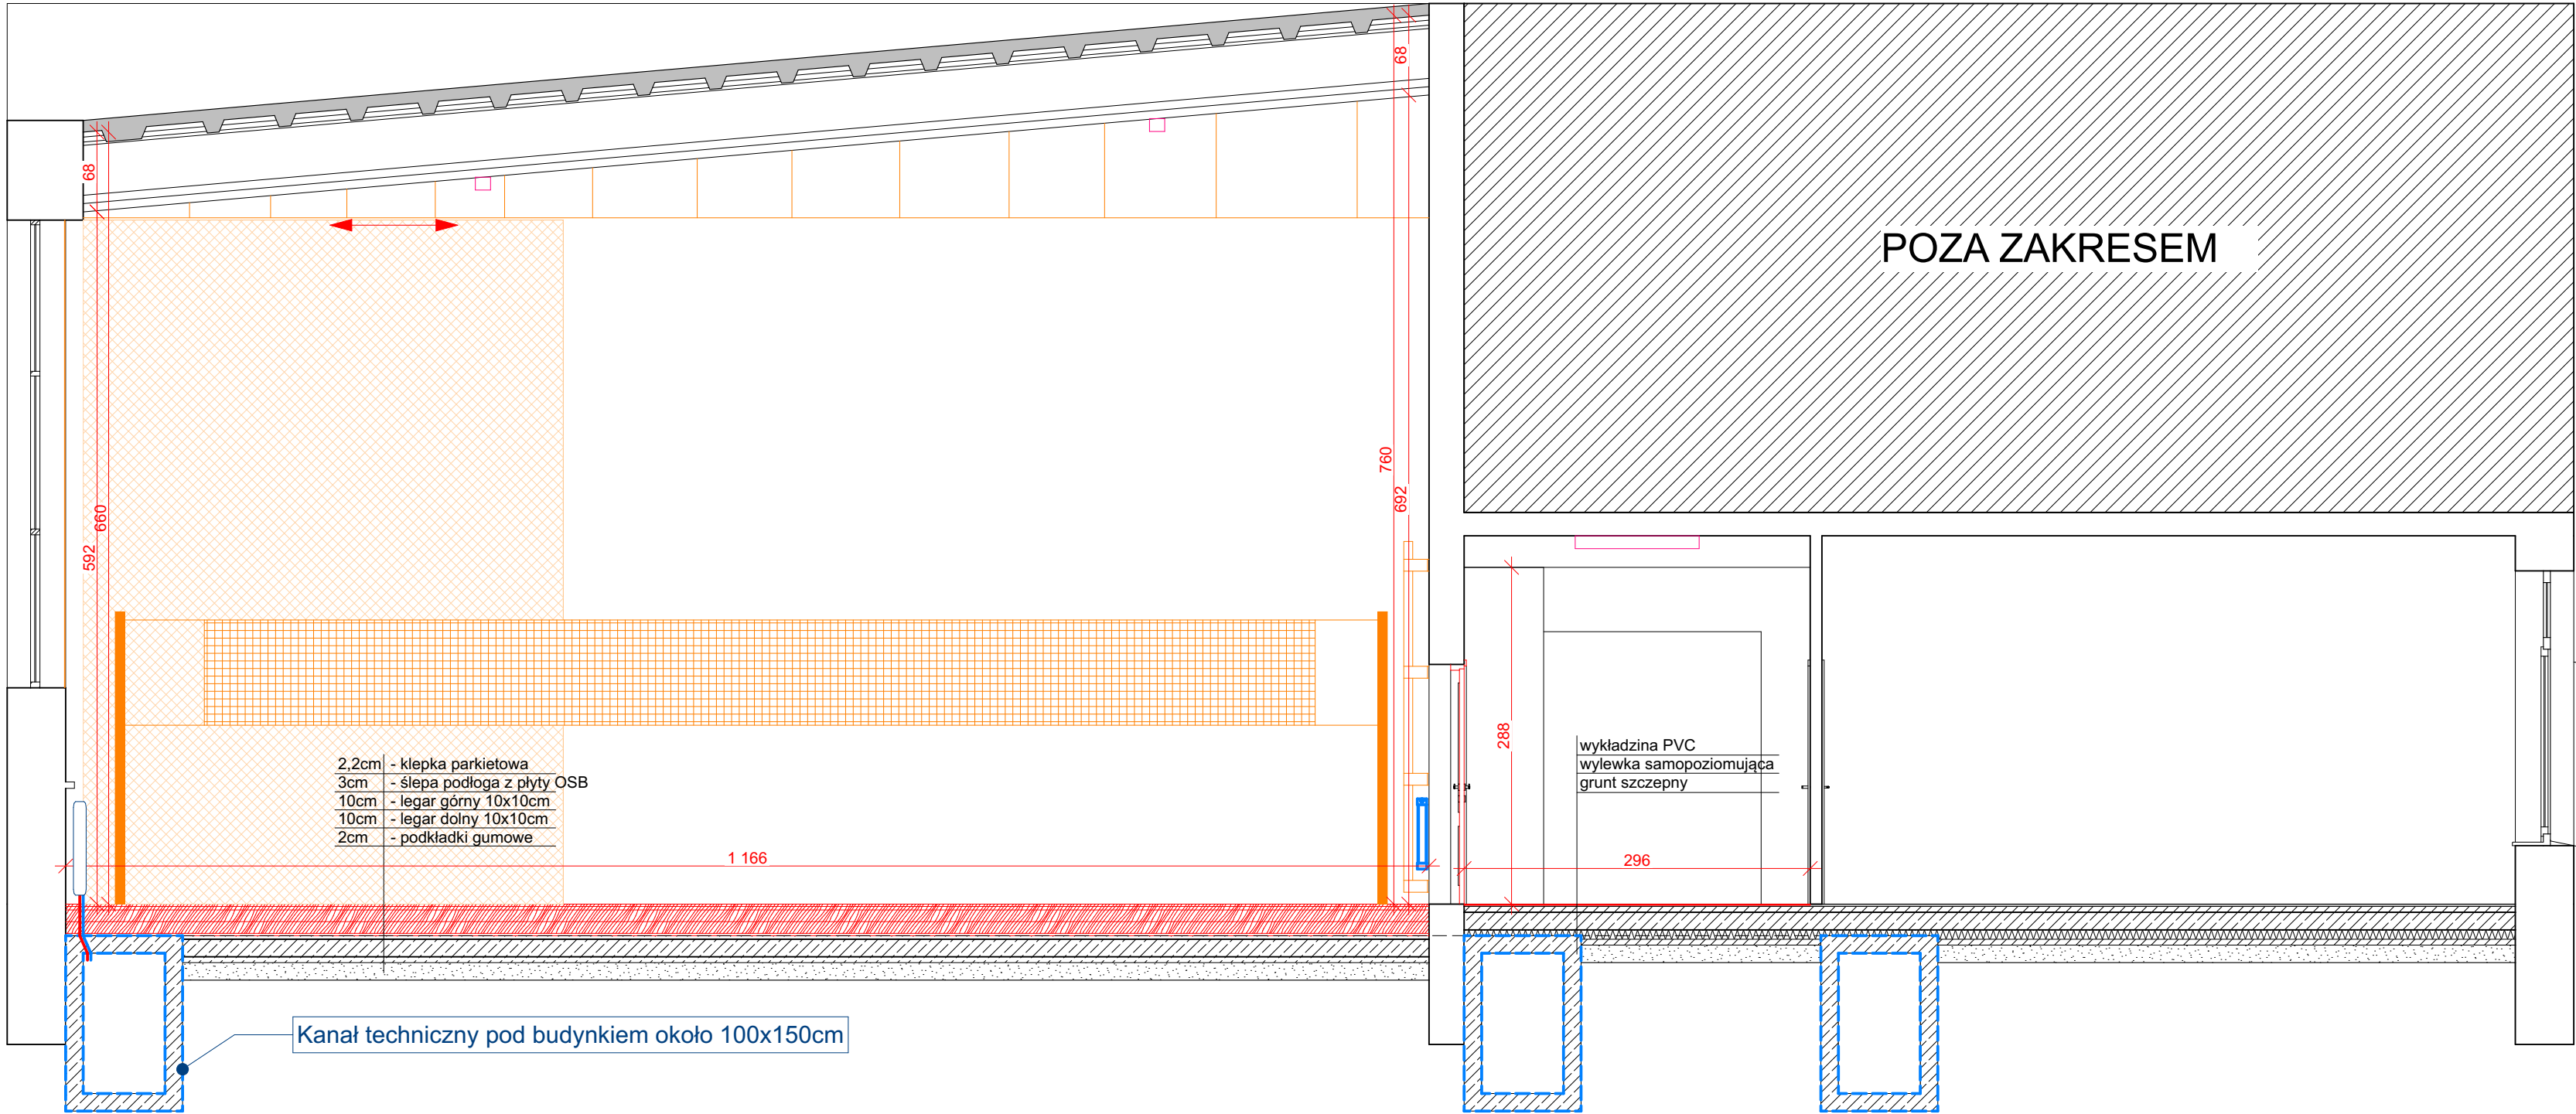 68
68
POZA ZAKRESEM
760
692
660
592
288
wykładzina PVC
wylewka samopoziomująca
grunt szczepny
2,2cm - klepka parkietowa
3cm - ślepa podłoga z płyty OSB
10cm - legar górny 10x10cm
10cm - legar dolny 10x10cm
2cm - podkładki gumowe
1 166
296
Kanał techniczny pod budynkiem około 100x150cm